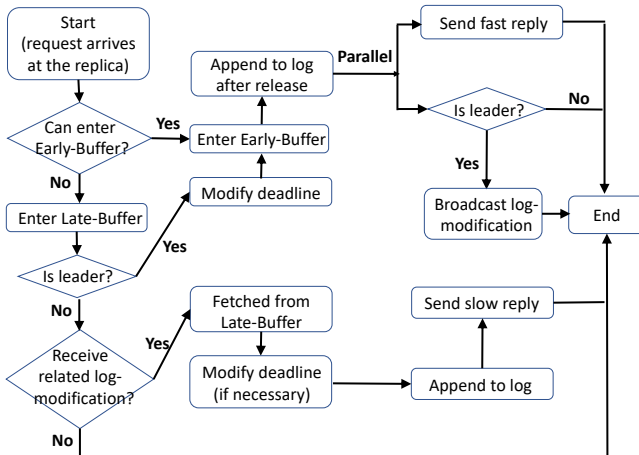 Start
(request arrives
at the replica)
Can enter
Early-Buffer?
Yes
No
Enter Late-Buffer
Is leader?
Yes
No
Receive
related log-
modification?
Yes
No
Append to log
after release
Enter Early-Buffer
Modify deadline
Parallel
Send fast reply
Is leader?
No
Yes
Broadcast log-
modification
End
Fetched from
Late-Buffer
Modify deadline
(if necessary)
Append to log
Send slow reply